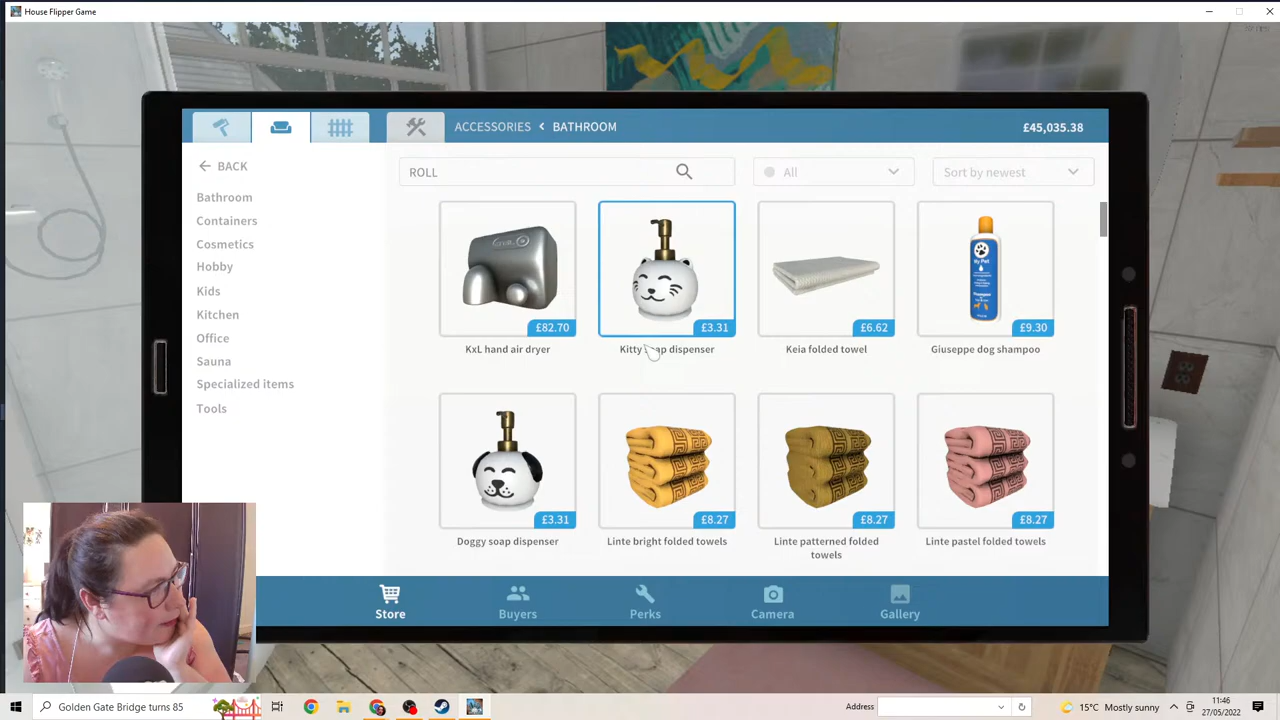 House Flipper Game
ACCESSORIES < BATHROOM
£45,035.38
BACK
ROLL
All
Sort by newest
Bathroom
Containers
Cosmetics
Hobby
Kids
Kitchen
Office
Sauna
Specialized items
Tools
£82.70
£3.31
£6.62
£9.30
KxL hand air dryer
Kitty soap dispenser
Keia folded towel
Giuseppe dog shampoo
£3.31
£8.27
£8.27
£8.27
Doggy soap dispenser
Linte bright folded towels
Linte patterned folded
towels
Linte pastel folded towels
Store
Buyers
Perks
Camera
Gallery
Golden Gate Bridge turns 85
Address
15°C Mostly sunny
11:46
27/05/2022